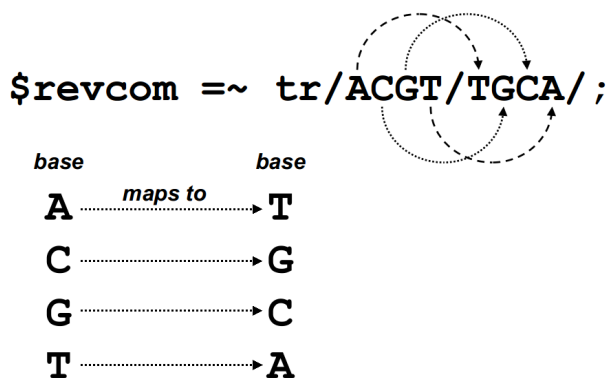 $revcom =~ tr/ACGT/TGCA/;
base base
A maps to T
C G
G C
T A